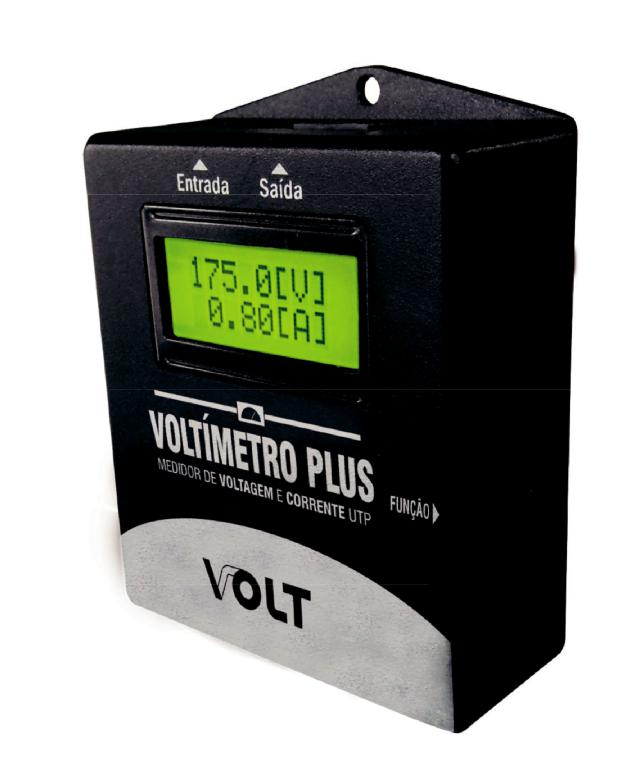 Entrada Saída
175.0[V]
0.80[A]
VOLTÍMETRO PLUS
MEDIDOR DE VOLTAGEM E CORRENTE UTP
FUNÇÃO
VOLT